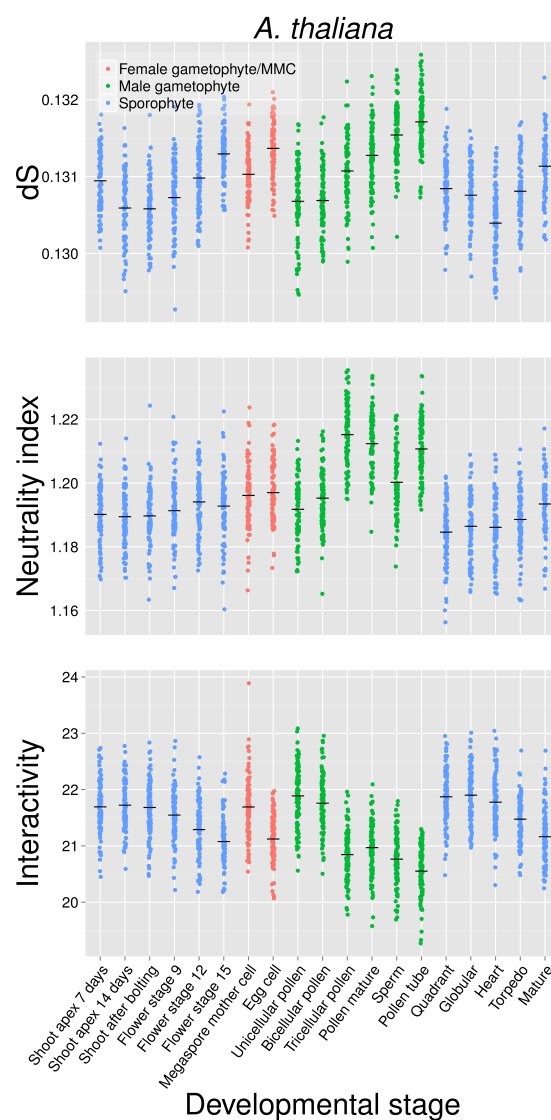 A. thaliana
Female gametophyte/MMC
Male gametophyte
Sporophyte
dS
0.132
0.131
0.130
Neutrality index
1.22
1.20
1.18
1.16
Interactivity
24
23
22
21
20
Shoot apex 7 days
Shoot apex 14 days
Shoot after bolting
Flower stage 9
Flower stage 12
Flower stage 15
Megaspore mother cell
Egg cell
Unicellular pollen
Bicellular pollen
Tricellular pollen
Pollen mature
Sperm
Pollen tube
Quadrant
Globular
Heart
Torpedo
Mature
Developmental stage